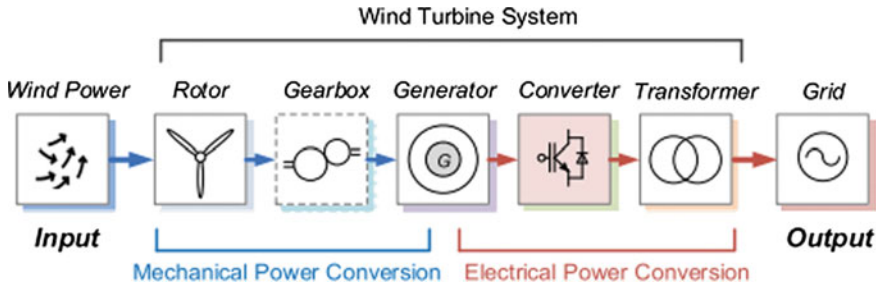 Wind Turbine System
Wind Power Rotor Gearbox Generator Converter Transformer Grid
G
Input Output
Mechanical Power Conversion Electrical Power Conversion